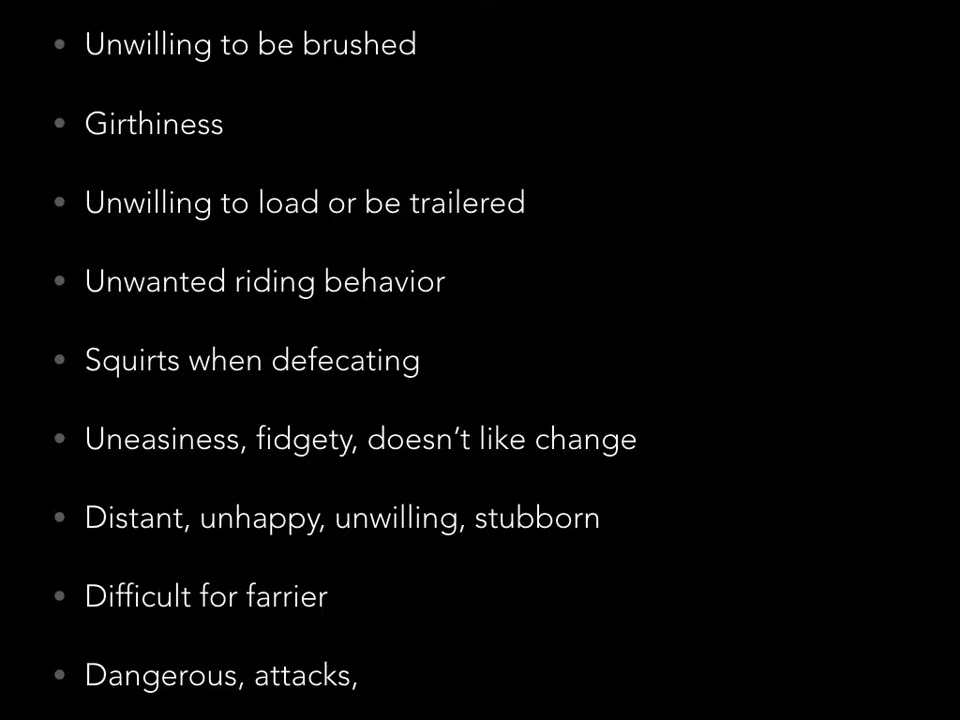 • Unwilling to be brushed
• Girthiness
• Unwilling to load or be trailered
• Unwanted riding behavior
• Squirts when defecating
• Uneasiness, fidgety, doesn’t like change
• Distant, unhappy, unwilling, stubborn
• Difficult for farrier
• Dangerous, attacks,